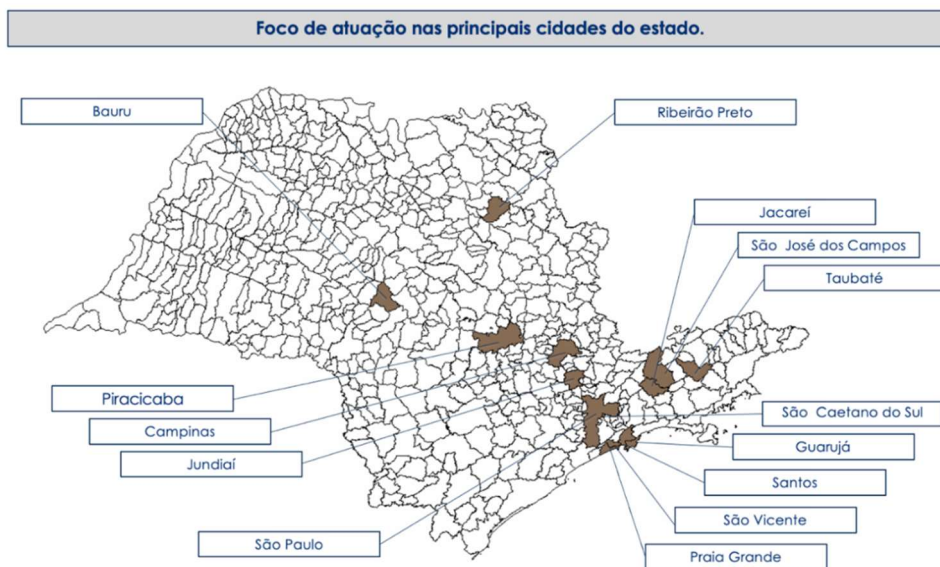 Foco de atuação nas principais cidades do estado.
Bauru
Ribeirão Preto
Jacareí
São José dos Campos
Taubaté
Piracicaba
Campinas
Jundiaí
São Caetano do Sul
Guarujá
Santos
São Vicente
São Paulo
Praia Grande